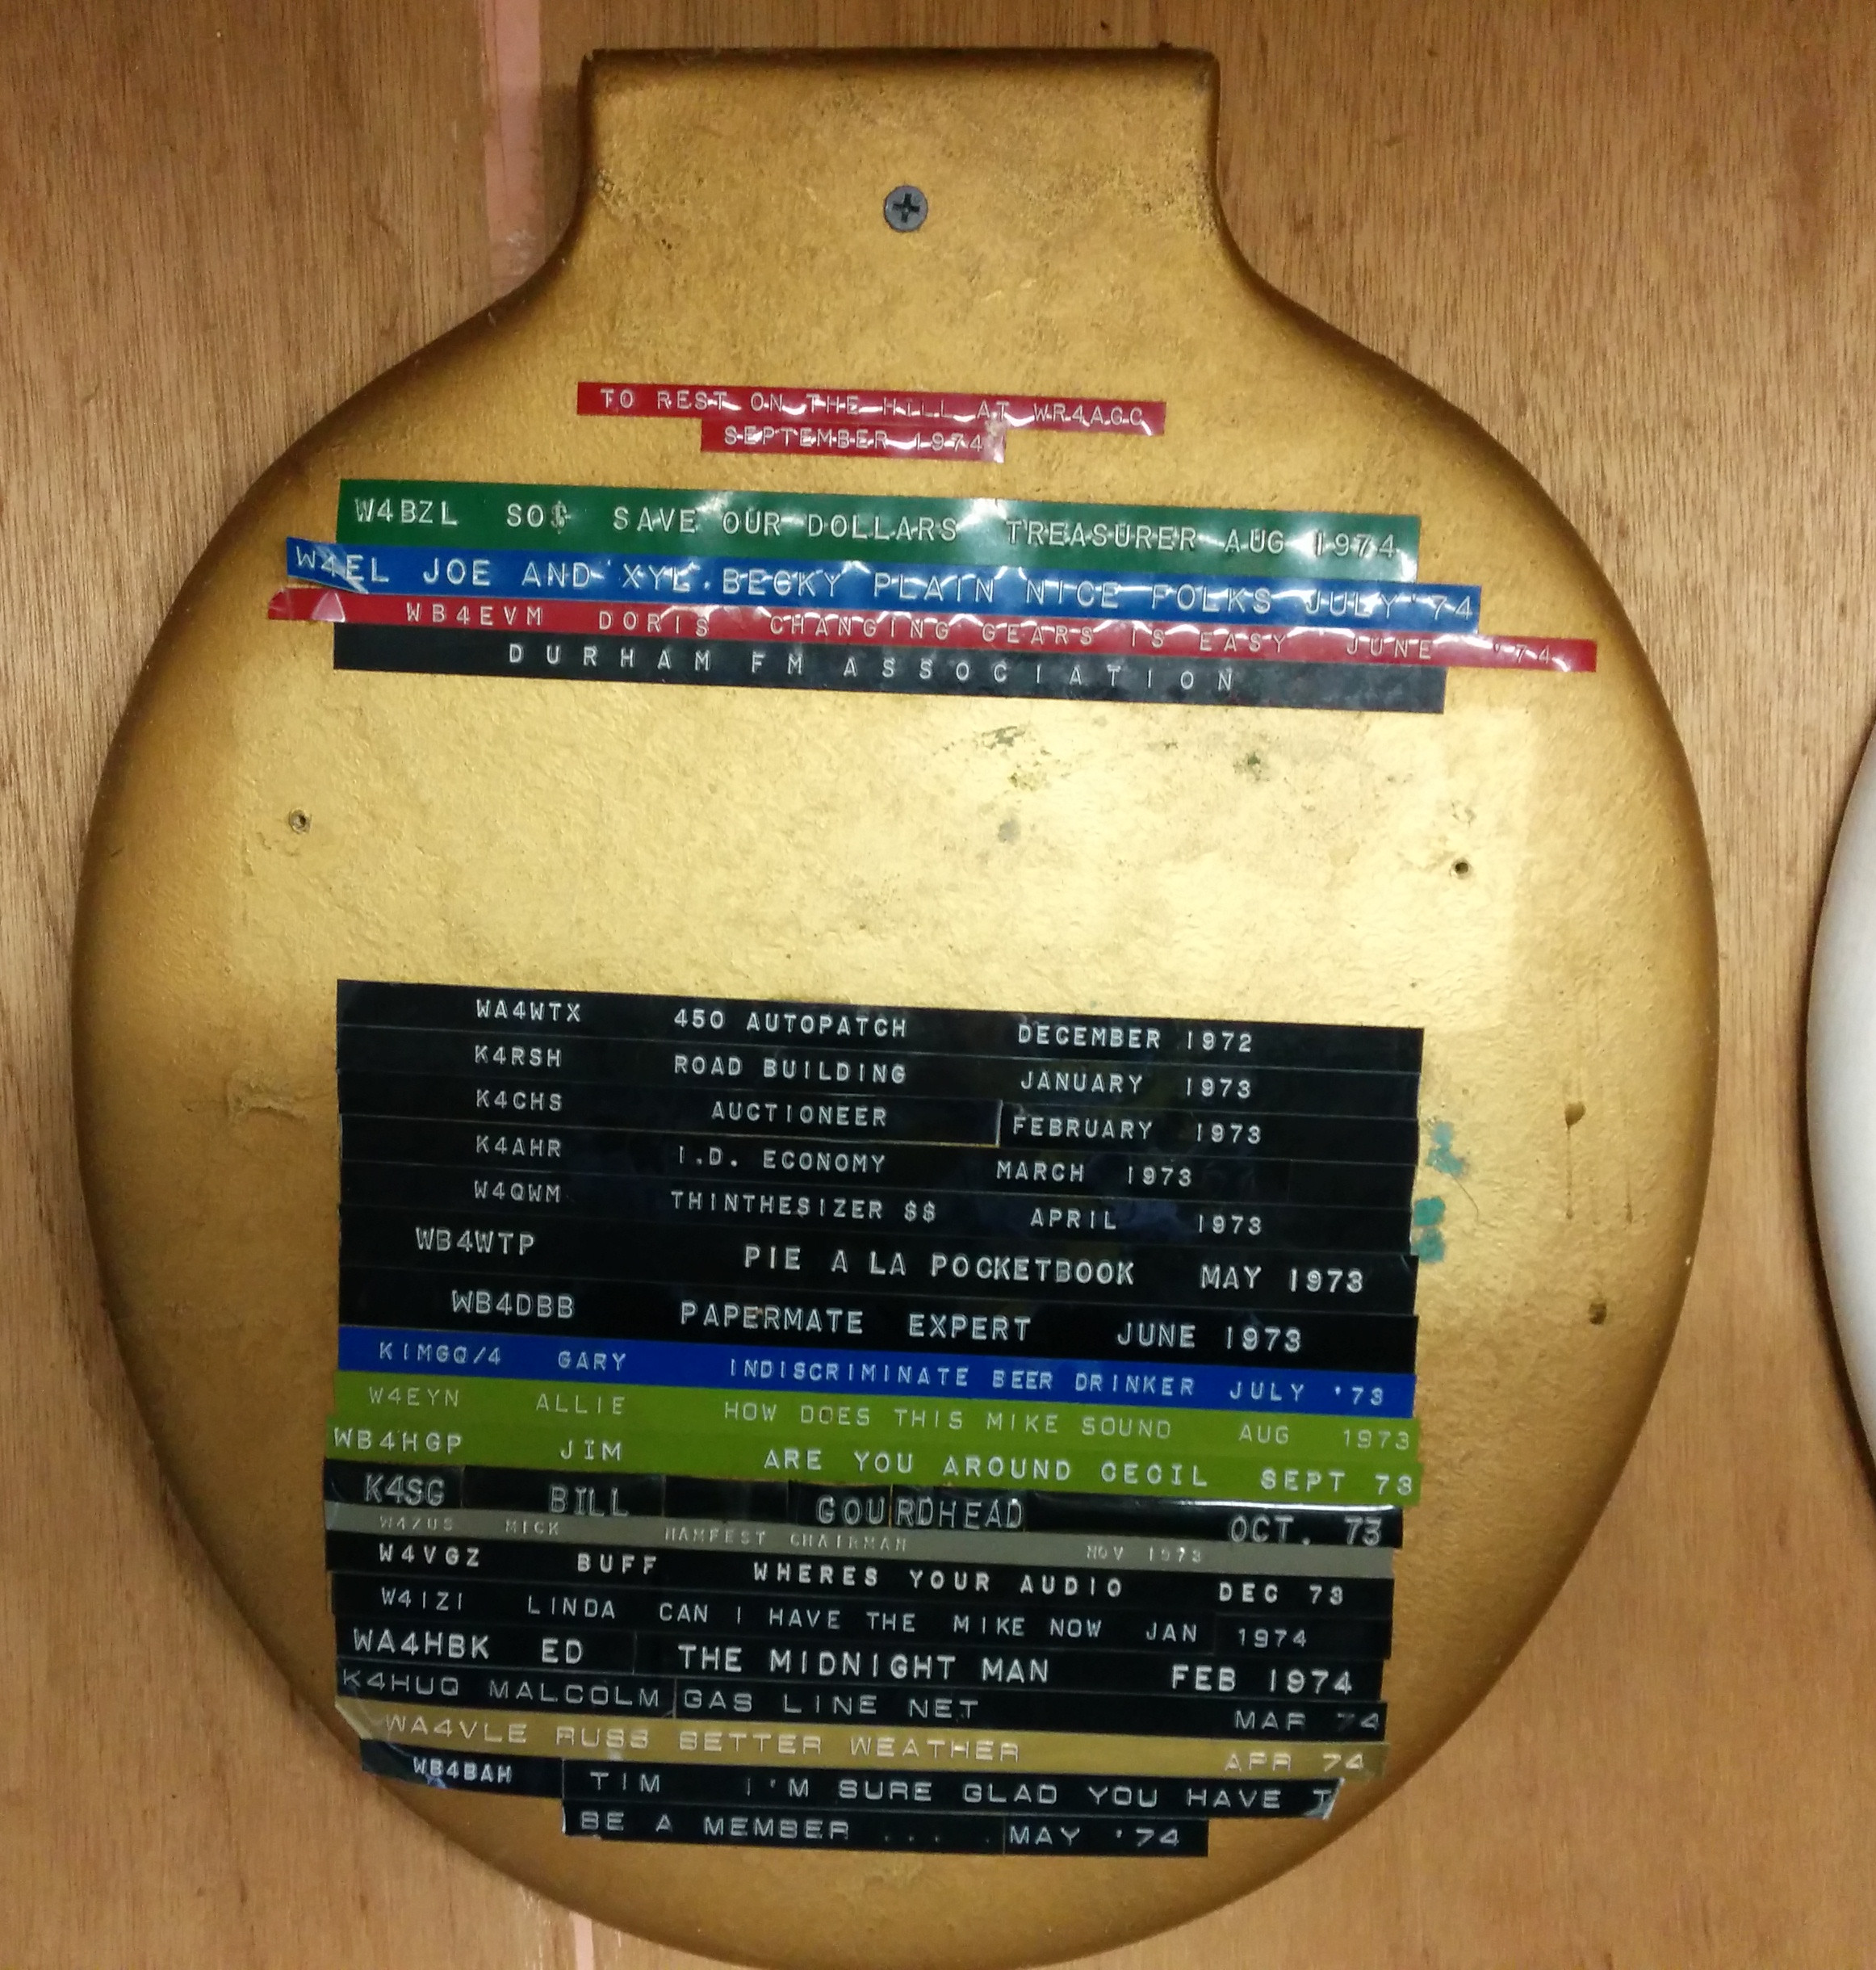 TO REST ON THE HILL AT WR4AGC
SEPTEMBER 1974
W4BZL SO$ SAVE OUR DOLLARS TREASURER AUG 1974
W4EL JOE AND XYL BECKY PLAIN NICE FOLKS JULY '74
WB4EVM DORIS CHANGING GEARS IS EASY JUNE '74
DURHAM FM ASSOCIATION
WA4WTX 450 AUTOPATCH DECEMBER 1972
K4RSH ROAD BUILDING JANUARY 1973
K4CHS AUCTIONEER FEBRUARY 1973
K4AHR I.D. ECONOMY MARCH 1973
W4QWM THINTHESIZER $$ APRIL 1973
WB4WTP PIE A LA POCKETBOOK MAY 1973
WB4DBB PAPERMATE EXPERT JUNE 1973
K1MGQ/4 GARY INDISCRIMINATE BEER DRINKER JULY '73
W4EYN ALLIE HOW DOES THIS MIKE SOUND AUG 1973
WB4HGP JIM ARE YOU AROUND CECIL SEPT 73
K4SG BILL GOURDHEAD OCT. 73
W4ZUS MICK HAMFEST CHAIRMAN NOV 1973
W4VGZ BUFF WHERES YOUR AUDIO DEC 73
W4IZI LINDA CAN I HAVE THE MIKE NOW JAN 1974
WA4HBK ED THE MIDNIGHT MAN FEB 1974
K4HUQ MALCOLM GAS LINE NET MAR 74
WA4VLE RUSS BETTER WEATHER APR 74
WB4BAH TIM I'M SURE GLAD YOU HAVE T
BE A MEMBER .... MAY '74